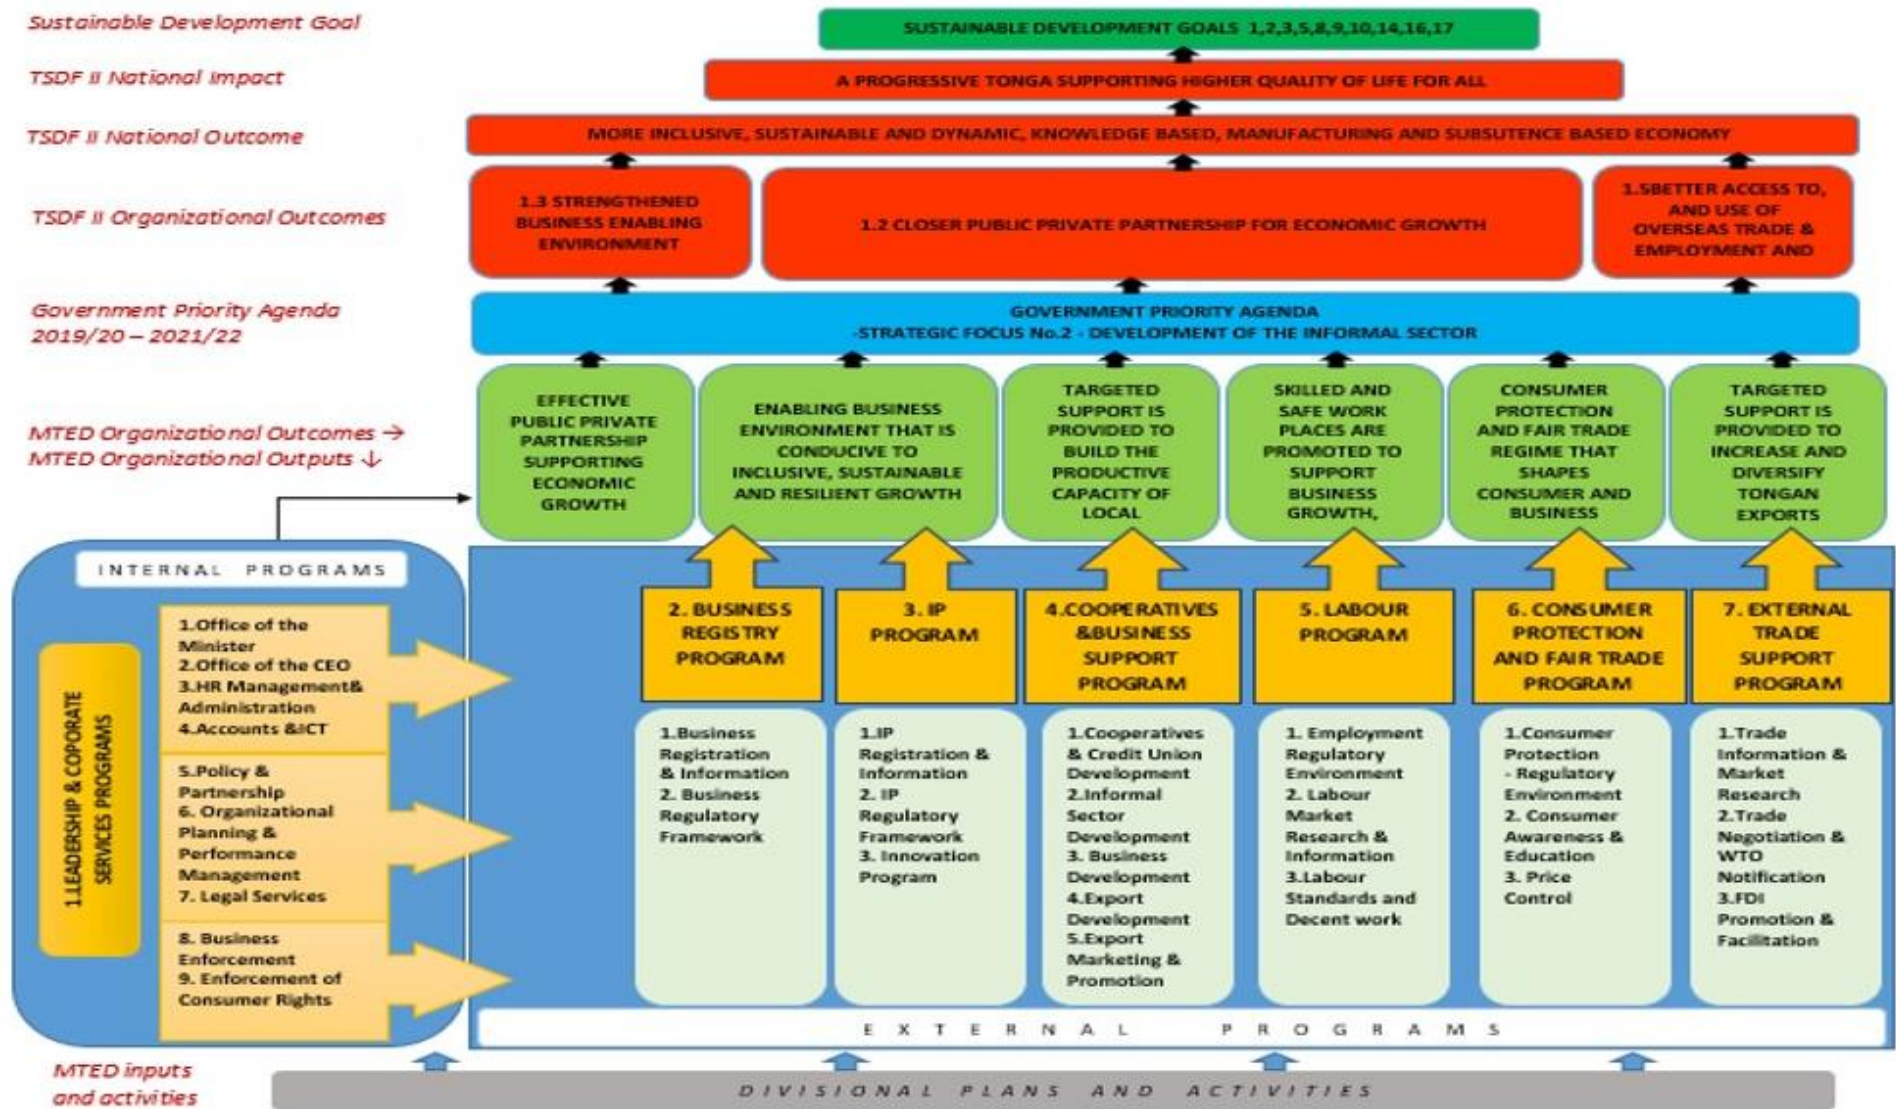 Sustainable Development Goal
SUSTAINABLE DEVELOPMENT GOALS 1,2,3,5,8,9,10,14,16,17
TSDF II National Impact
A PROGRESSIVE TONGA SUPPORTING HIGHER QUALITY OF LIFE FOR ALL
TSDF II National Outcome
MORE INCLUSIVE, SUSTAINABLE AND DYNAMIC, KNOWLEDGE BASED, MANUFACTURING AND SUBSUTENCE BASED ECONOMY
TSDF II Organizational Outcomes
1.3 STRENGTHENED
BUSINESS ENABLING
ENVIRONMENT
1.2 CLOSER PUBLIC PRIVATE PARTNERSHIP FOR ECONOMIC GROWTH
1.5BETTER ACCESS TO,
AND USE OF
OVERSEAS TRADE &
EMPLOYMENT AND
Government Priority Agenda
2019/20 – 2021/22
GOVERNMENT PRIORITY AGENDA
-STRATEGIC FOCUS No.2 - DEVELOPMENT OF THE INFORMAL SECTOR
MTED Organizational Outcomes →
MTED Organizational Outputs ↓
EFFECTIVE
PUBLIC PRIVATE
PARTNERSHIP
SUPPORTING
ECONOMIC
GROWTH
ENABLING BUSINESS
ENVIRONMENT THAT IS
CONDUCIVE TO
INCLUSIVE, SUSTAINABLE
AND RESILIENT GROWTH
TARGETED
SUPPORT IS
PROVIDED TO
BUILD THE
PRODUCTIVE
CAPACITY OF
LOCAL
SKILLED AND
SAFE WORK
PLACES ARE
PROMOTED TO
SUPPORT
BUSINESS
GROWTH,
CONSUMER
PROTECTION
AND FAIR TRADE
REGIME THAT
SHAPES
CONSUMER AND
BUSINESS
TARGETED
SUPPORT IS
PROVIDED TO
INCREASE AND
DIVERSIFY
TONGAN
EXPORTS
INTERNAL PROGRAMS
1.LEADERSHIP & COPORATE
SERVICES PROGRAMS
1.Office of the
Minister
2.Office of the CEO
3.HR Management&
Administration
4.Accounts &ICT
5.Policy &
Partnership
6. Organizational
Planning &
Performance
Management
7. Legal Services
8. Business
Enforcement
9. Enforcement of
Consumer Rights
2. BUSINESS
REGISTRY
PROGRAM
3. IP
PROGRAM
4.COOPERATIVES
&BUSINESS
SUPPORT
PROGRAM
5. LABOUR
PROGRAM
6. CONSUMER
PROTECTION
AND FAIR TRADE
PROGRAM
7. EXTERNAL
TRADE
SUPPORT
PROGRAM
1.Business
Registration
& Information
2. Business
Regulatory
Framework
1.IP
Registration &
Information
2. IP
Regulatory
Framework
3. Innovation
Program
1.Cooperatives
& Credit Union
Development
2.Informal
Sector
Development
3. Business
Development
4.Export
Development
5.Export
Marketing &
Promotion
1. Employment
Regulatory
Environment
2. Labour
Market
Research &
Information
3.Labour
Standards and
Decent work
1.Consumer
Protection
- Regulatory
Environment
2. Consumer
Awareness &
Education
3. Price
Control
1.Trade
Information &
Market
Research
2.Trade
Negotiation &
WTO
Notification
3.FDI
Promotion &
Facilitation
EXTERNAL PROGRAMS
MTED inputs
and activities
DIVISIONAL PLANS AND ACTIVITIES